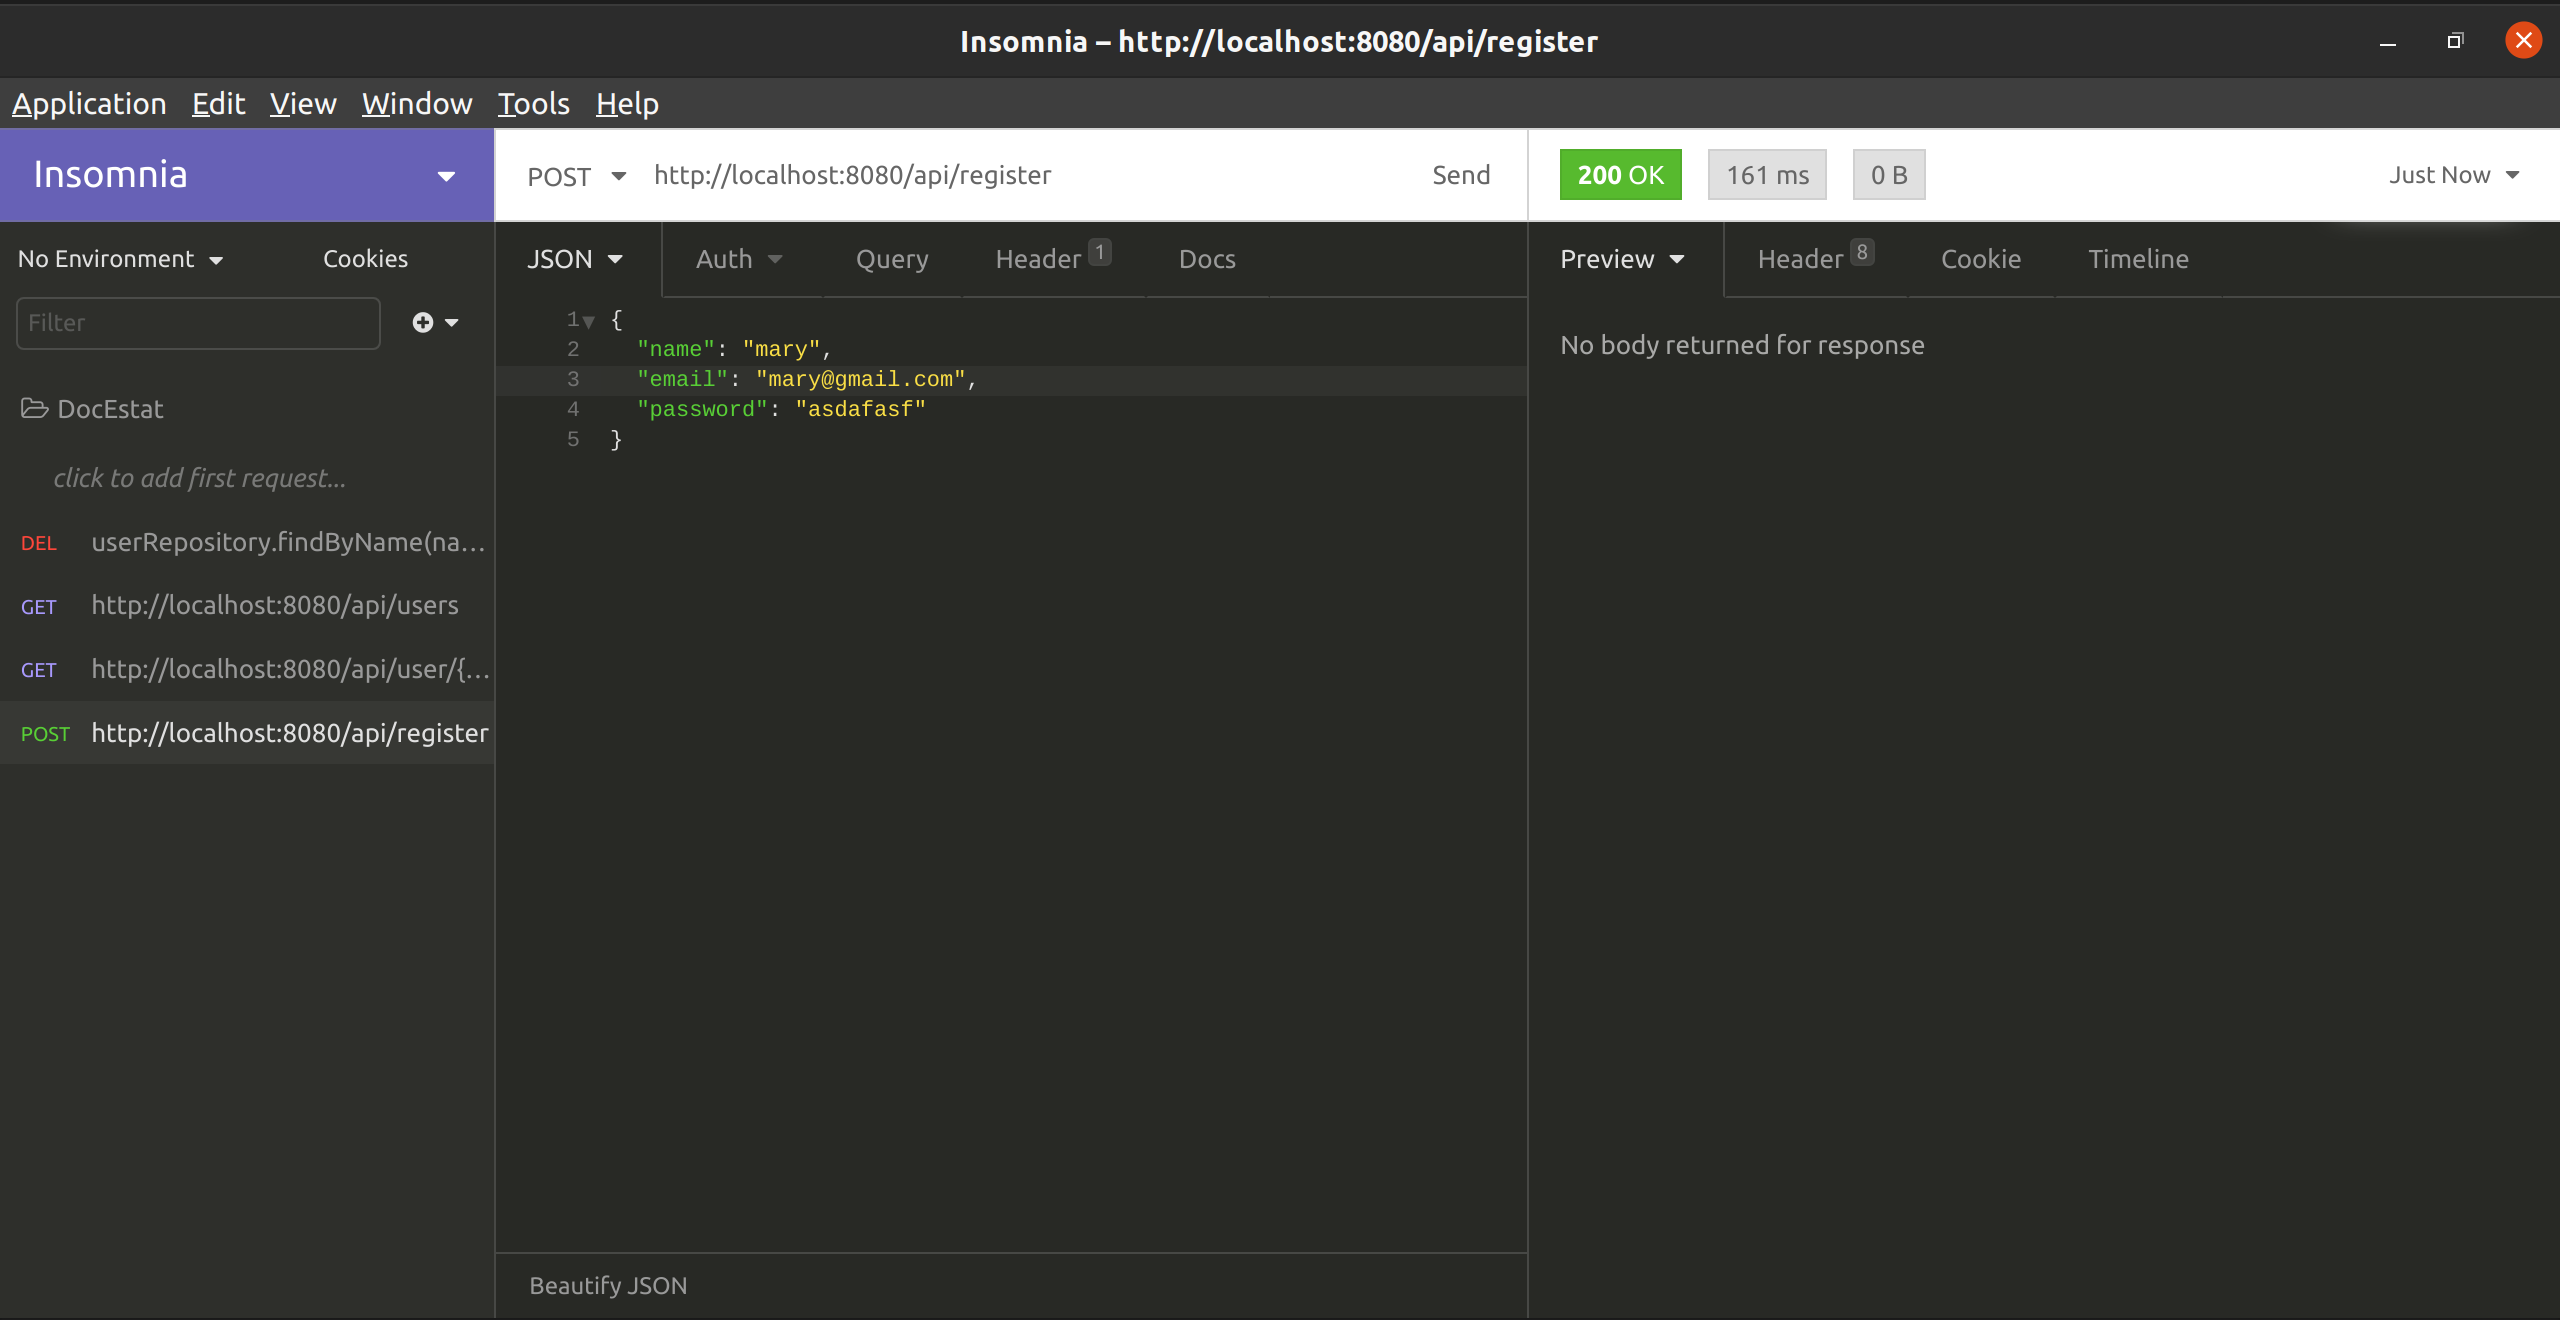 Insomnia – http://localhost:8080/api/register
Application Edit View Window Tools Help
Insomnia
POST http://localhost:8080/api/register Send
200 OK 161 ms 0 B Just Now
No Environment Cookies
Filter
DocEstat
click to add first request...
DEL userRepository.findByName(na...
GET http://localhost:8080/api/users
GET http://localhost:8080/api/user/{...
POST http://localhost:8080/api/register
JSON Auth Query Header 1 Docs
1 {
2 "name": "mary",
3 "email": "mary@gmail.com",
4 "password": "asdafasf"
5 }
Beautify JSON
Preview Header 8 Cookie Timeline
No body returned for response